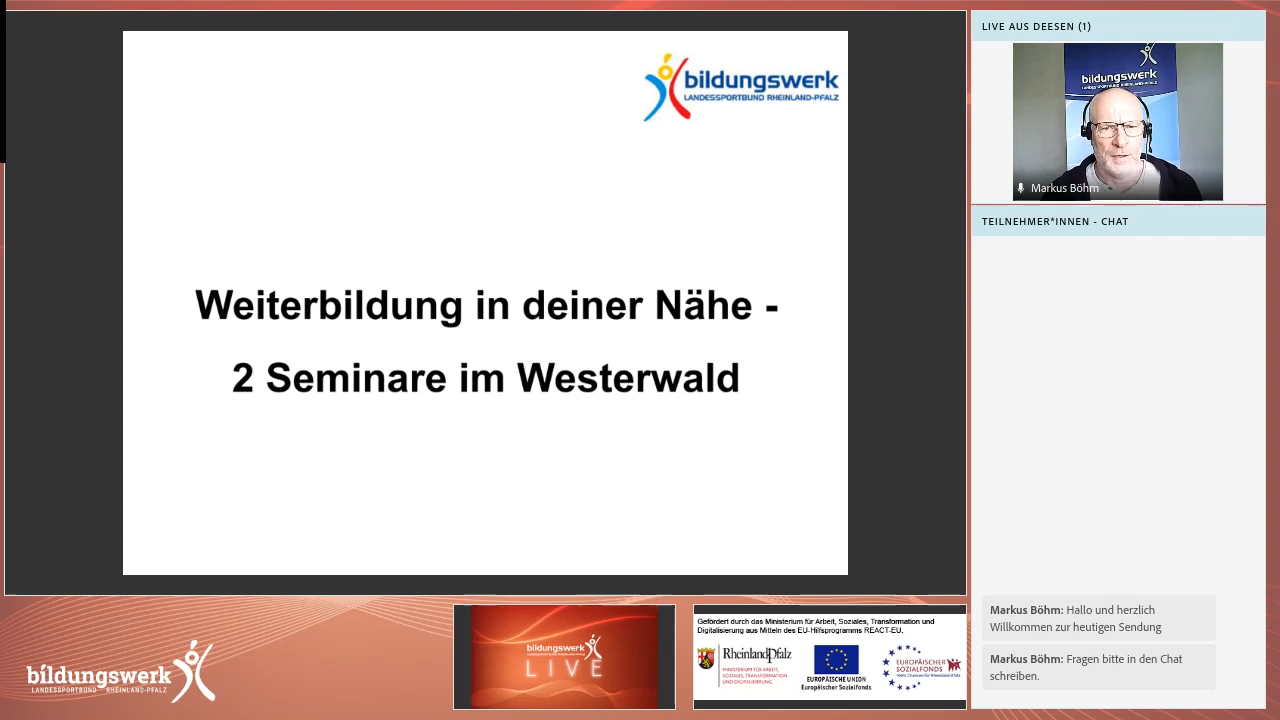 bildungswerk
LANDESSPORTBUND RHEINLAND-PFALZ
Weiterbildung in deiner Nähe -
2 Seminare im Westerwald
LIVE AUS DEESEN (1)
bildungswerk
Markus Böhm
TEILNEHMER*INNEN - CHAT
Markus Böhm: Hallo und herzlich
Willkommen zur heutigen Sendung
Markus Böhm: Fragen bitte in den Chat
schreiben.
bildungswerk
LANDESSPORTBUND RHEINLAND-PFALZ
bildungswerk
LIVE
Gefördert durch das Ministerium für Arbeit, Soziales, Transformation und
Digitalisierung aus Mitteln des EU-Hilfsprogramms REACT-EU.
RheinlandPfalz
MINISTERIUM FÜR ARBEIT,
SOZIALES, TRANSFORMATION
UND DIGITALISIERUNG
EUROPÄISCHE UNION
Europäischer Sozialfonds
EUROPÄISCHER
SOZIALFONDS
Mehr Chancen für Rheinland-Pfalz